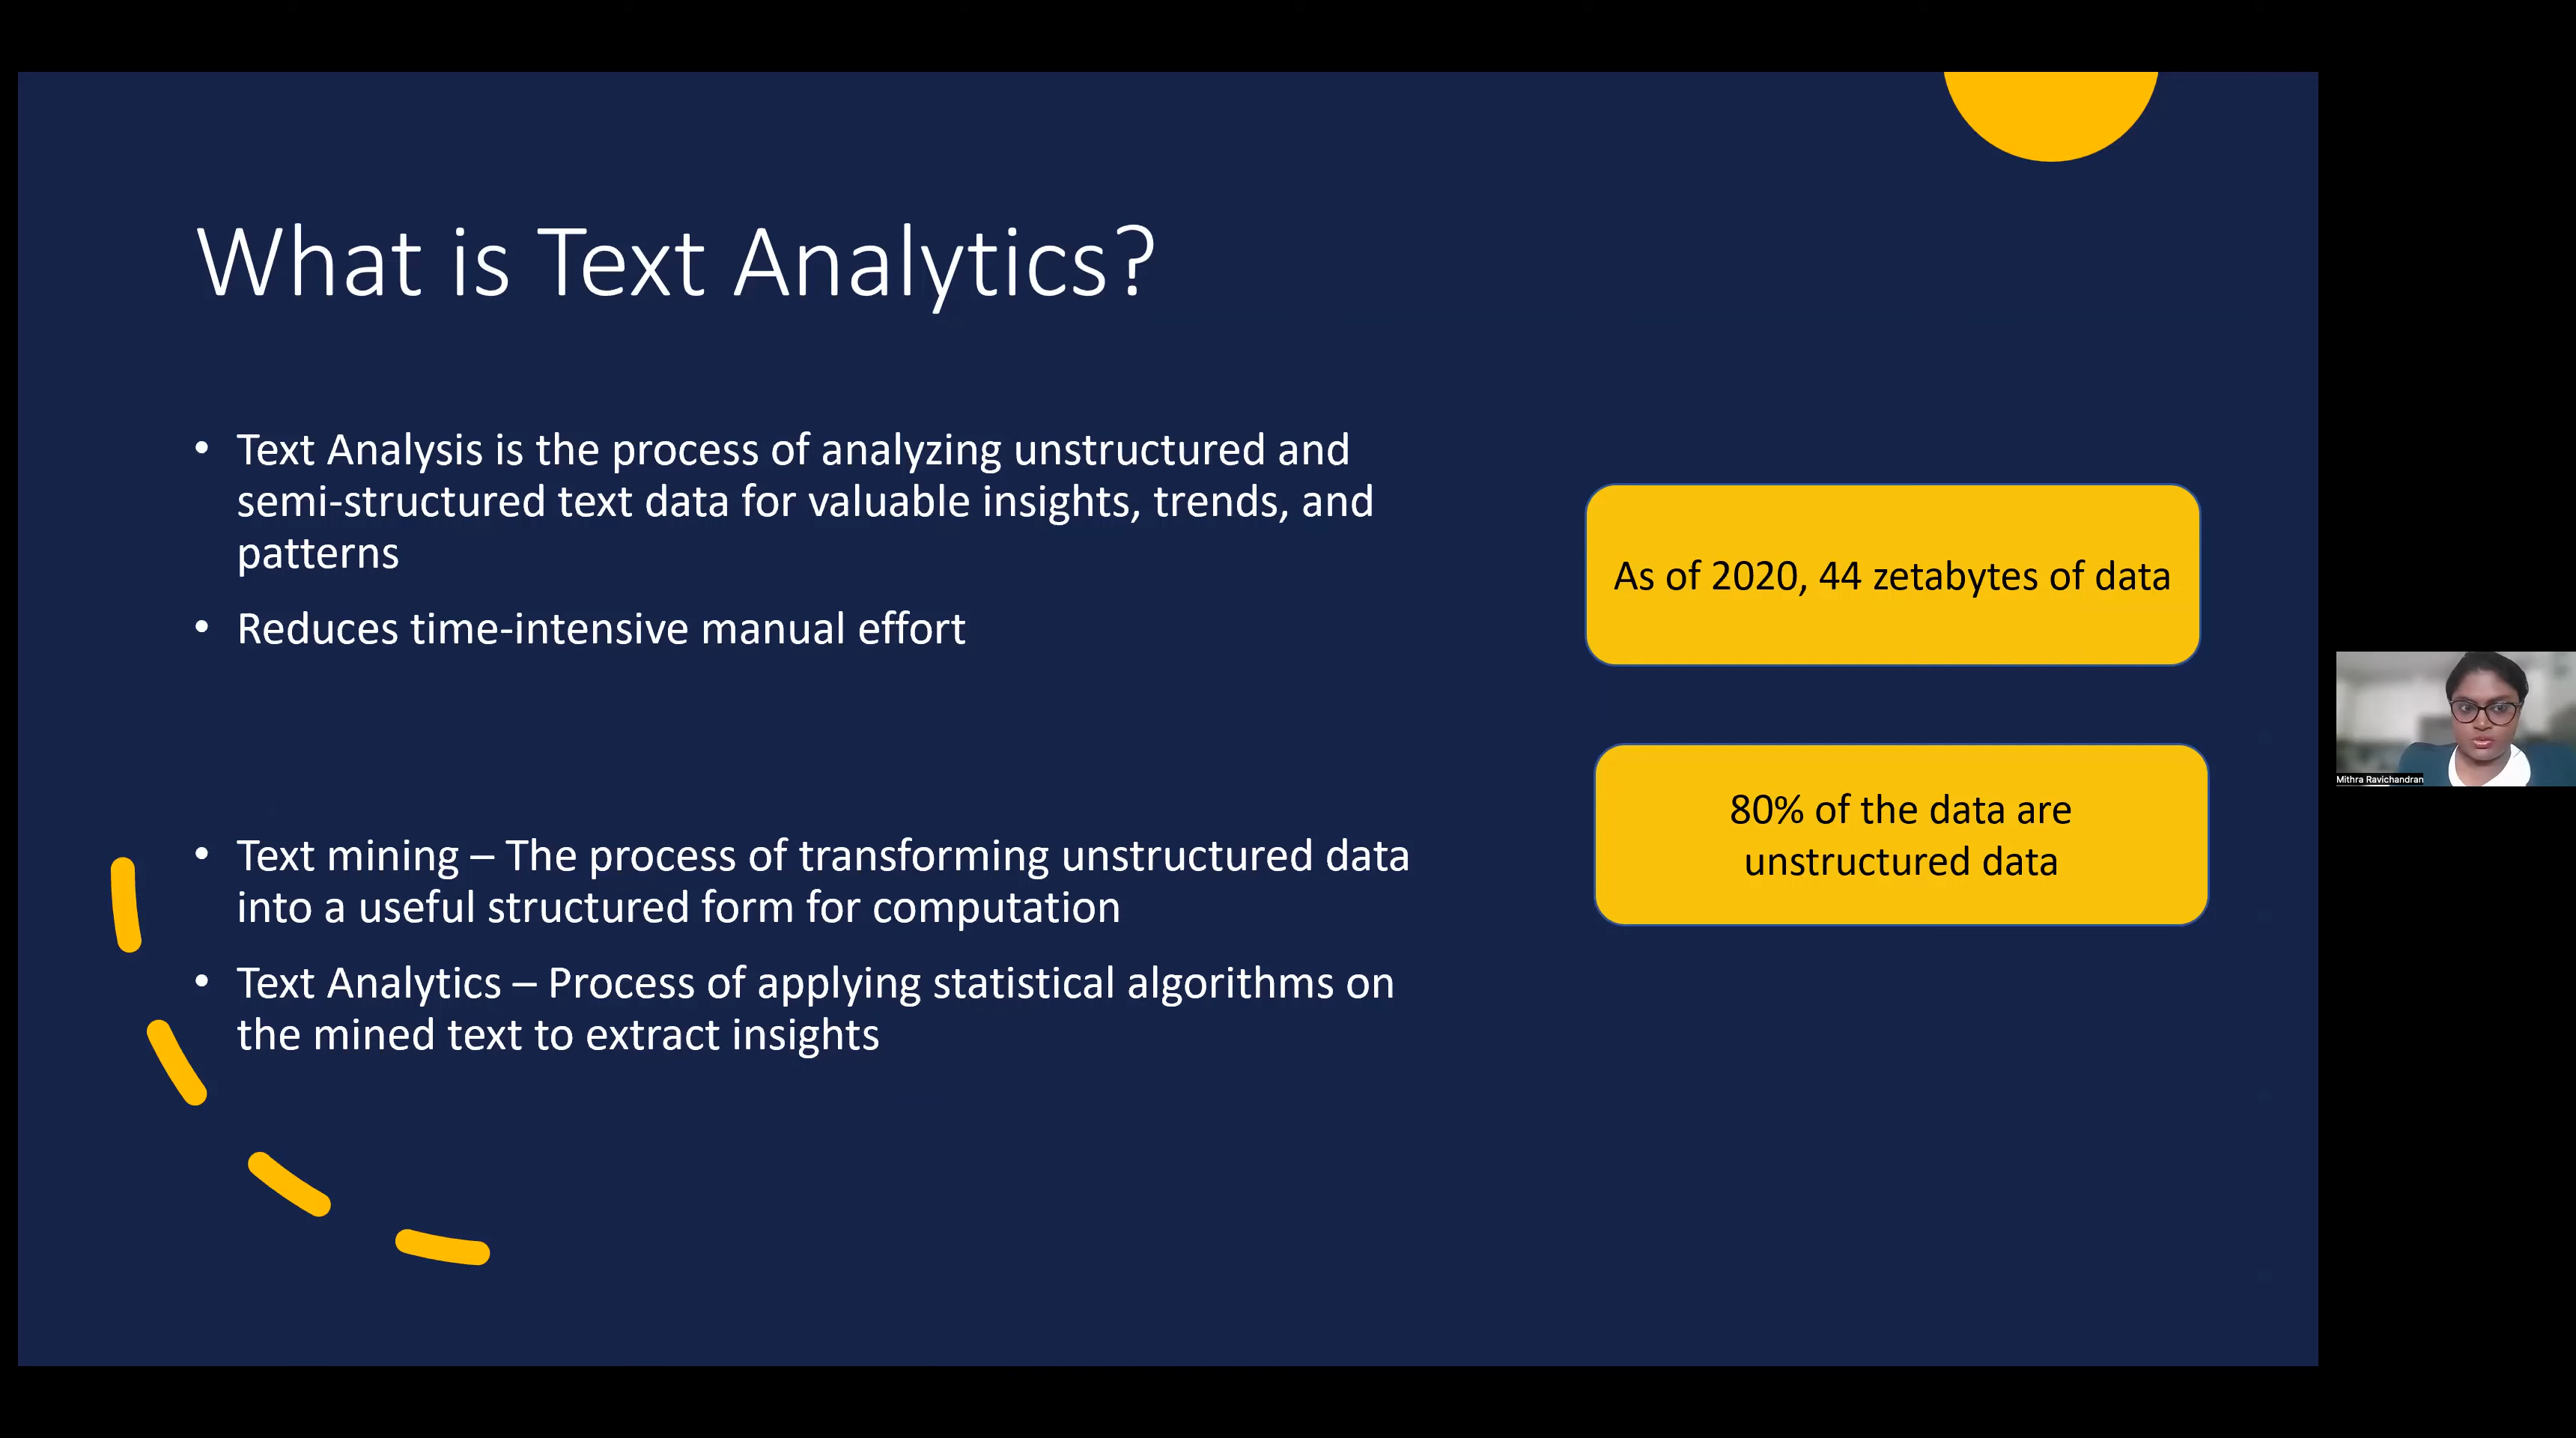 What is Text Analytics?
• Text Analysis is the process of analyzing unstructured and
semi-structured text data for valuable insights, trends, and
patterns
• Reduces time-intensive manual effort
• Text mining – The process of transforming unstructured data
into a useful structured form for computation
• Text Analytics – Process of applying statistical algorithms on
the mined text to extract insights
As of 2020, 44 zetabytes of data
80% of the data are
unstructured data
Mithra Ravichandran